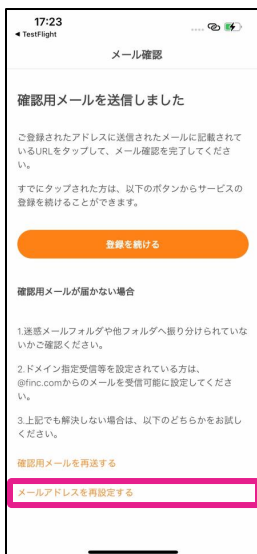 17:23
◀ TestFlight
メール確認
確認用メールを送信しました
ご登録されたアドレスに送信されたメールに記載されて
いるURLをタップして、メール確認を完了してくださ
い。
すでにタップされた方は、以下のボタンからサービスの
登録を続けることができます。
登録を続ける
確認用メールが届かない場合
1.迷惑メールフォルダや他フォルダへ振り分けられていな
いかご確認ください。
2.ドメイン指定受信等を設定されている方は、
@finc.comからのメールを受信可能に設定してくださ
い。
3.上記でも解決しない場合は、以下のどちらかをお試し
ください。
確認用メールを再送する
メールアドレスを再設定する